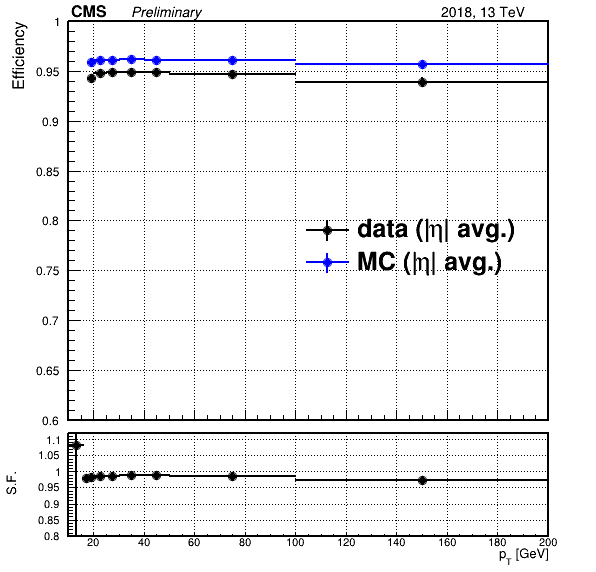 CMS Preliminary 2018, 13 TeV
Efficiency
1
0.95
0.9
0.85
0.8
0.75
0.7
0.65
0.6
data (|η| avg.)
MC (|η| avg.)
S.F.
1.1
1.05
1
0.95
0.9
0.85
0.8
20 40 60 80 100 120 140 160 180 200
p_T [GeV]